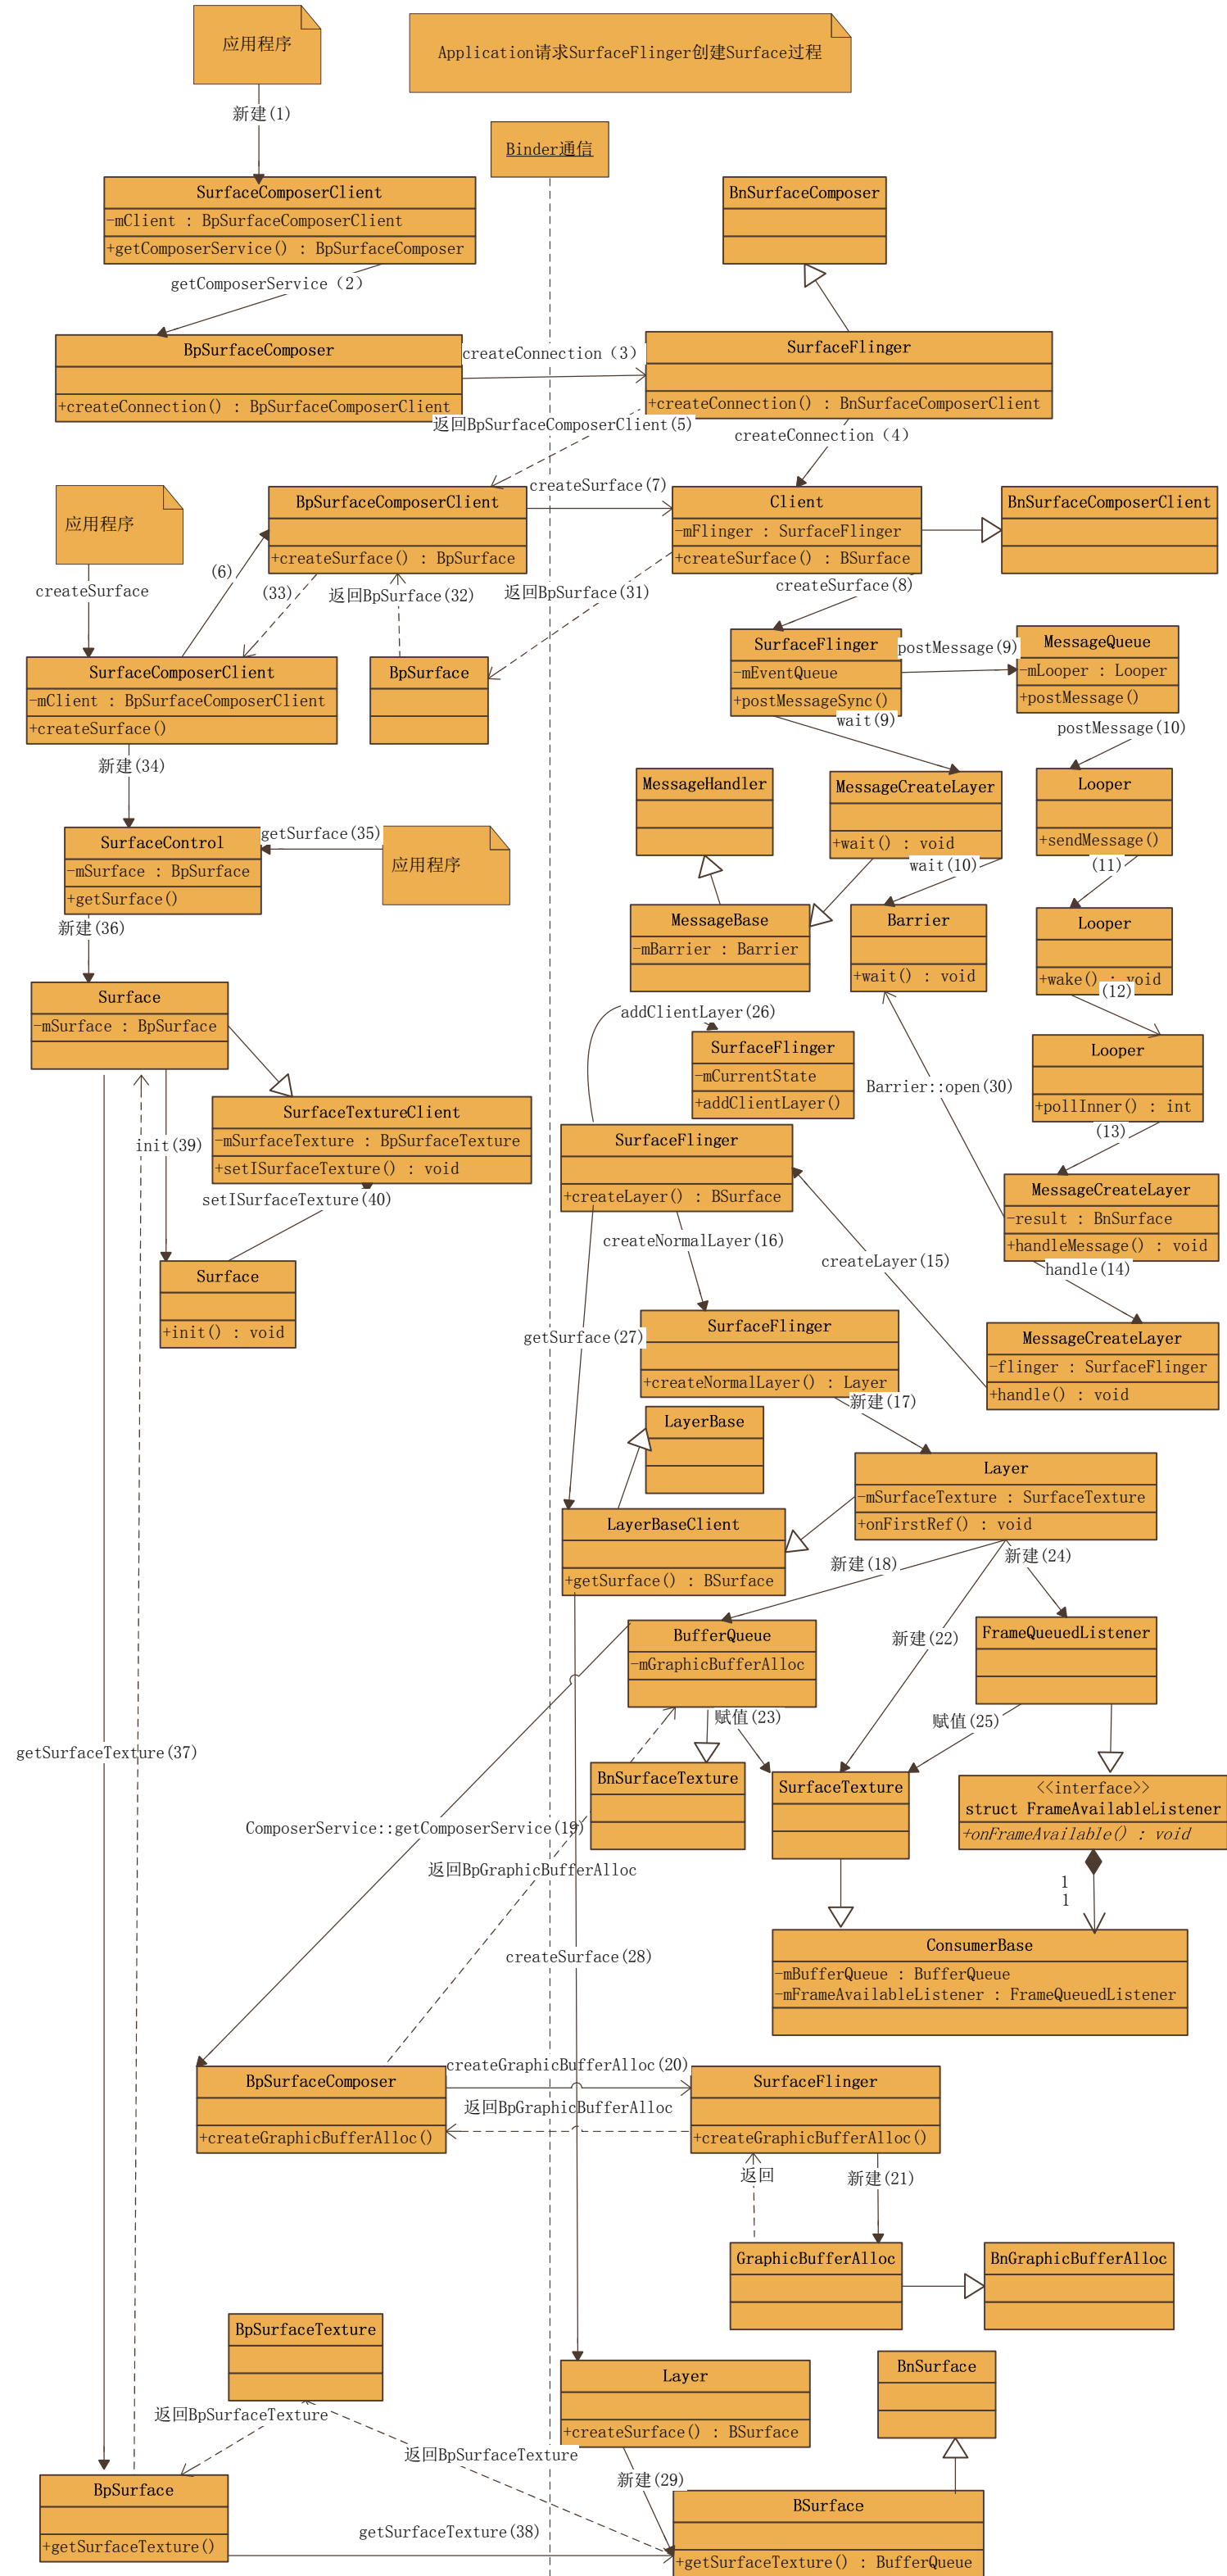 应用程序
Application请求SurfaceFlinger创建Surface过程
新建(1)
Binder通信
SurfaceComposerClient
-mClient : BpSurfaceComposerClient
+getComposerService() : BpSurfaceComposer
BnSurfaceComposer
getComposerService（2）
BpSurfaceComposer
+createConnection() : BpSurfaceComposerClient
createConnection（3）
SurfaceFlinger
+createConnection() : BnSurfaceComposerClient
返回BpSurfaceComposerClient(5)
createConnection（4）
应用程序
createSurface
BpSurfaceComposerClient
+createSurface() : BpSurface
createSurface(7)
Client
-mFlinger : SurfaceFlinger
+createSurface() : BSurface
BnSurfaceComposerClient
(6)
(33)
返回BpSurface(32)
返回BpSurface(31)
createSurface(8)
SurfaceComposerClient
-mClient : BpSurfaceComposerClient
+createSurface()
BpSurface
SurfaceFlinger
-mEventQueue
+postMessageSync()
postMessage(9)
MessageQueue
-mLooper : Looper
+postMessage()
wait(9)
postMessage(10)
新建(34)
MessageHandler
MessageCreateLayer
+wait() : void
Looper
+sendMessage()
SurfaceControl
-mSurface : BpSurface
+getSurface()
getSurface(35)
应用程序
wait(10)
(11)
MessageBase
-mBarrier : Barrier
Barrier
+wait() : void
Looper
+wake() : void
新建(36)
(12)
Surface
-mSurface : BpSurface
addClientLayer(26)
SurfaceFlinger
-mCurrentState
+addClientLayer()
Looper
+pollInner() : int
Barrier::open(30)
(13)
SurfaceTextureClient
-mSurfaceTexture : BpSurfaceTexture
+setISurfaceTexture() : void
init(39)
setISurfaceTexture(40)
SurfaceFlinger
+createLayer() : BSurface
MessageCreateLayer
-result : BnSurface
+handleMessage() : void
createNormalLayer(16)
createLayer(15)
handle(14)
Surface
+init() : void
getSurface(27)
SurfaceFlinger
+createNormalLayer() : Layer
MessageCreateLayer
-flinger : SurfaceFlinger
+handle() : void
新建(17)
LayerBase
Layer
-mSurfaceTexture : SurfaceTexture
+onFirstRef() : void
LayerBaseClient
+getSurface() : BSurface
新建(18)
新建(24)
新建(22)
BufferQueue
-mGraphicBufferAlloc
FrameQueuedListener
赋值(23)
赋值(25)
getSurfaceTexture(37)
BnSurfaceTexture
SurfaceTexture
<<interface>>
struct FrameAvailableListener
+onFrameAvailable() : void
ComposerService::getComposerService(19)
返回BpGraphicBufferAlloc
1
1
createSurface(28)
ConsumerBase
-mBufferQueue : BufferQueue
-mFrameAvailableListener : FrameQueuedListener
BpSurfaceComposer
+createGraphicBufferAlloc()
createGraphicBufferAlloc(20)
返回BpGraphicBufferAlloc
SurfaceFlinger
+createGraphicBufferAlloc()
返回
新建(21)
GraphicBufferAlloc
BnGraphicBufferAlloc
BpSurfaceTexture
Layer
+createSurface() : BSurface
BnSurface
返回BpSurfaceTexture
返回BpSurfaceTexture
新建(29)
BpSurface
+getSurfaceTexture()
getSurfaceTexture(38)
BSurface
+getSurfaceTexture() : BufferQueue